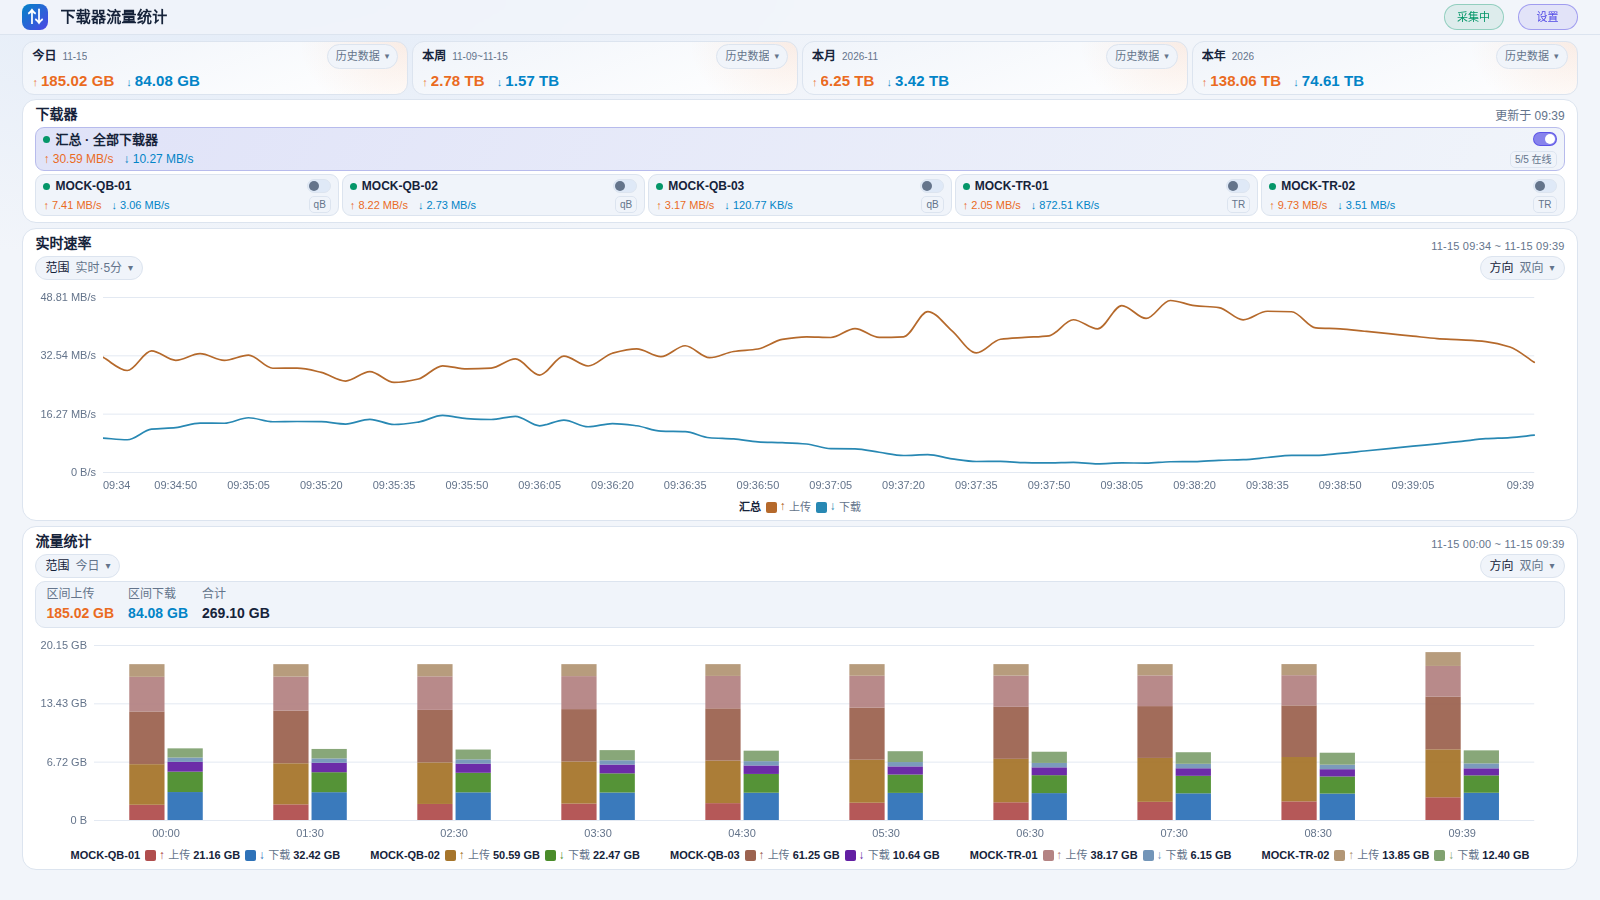 下载器流量统计 采集中 设置
今日 11-15 历史数据 ▾ 本周 11-09~11-15 历史数据 ▾ 本月 2026-11 历史数据 ▾ 本年 2026 历史数据 ▾
↑ 185.02 GB ↓ 84.08 GB ↑ 2.78 TB ↓ 1.57 TB ↑ 6.25 TB ↓ 3.42 TB ↑ 138.06 TB ↓ 74.61 TB
下载器 更新于 09:39
汇总 · 全部下载器
↑ 30.59 MB/s ↓ 10.27 MB/s 5/5 在线
MOCK-QB-01 MOCK-QB-02 MOCK-QB-03 MOCK-TR-01 MOCK-TR-02
↑ 7.41 MB/s ↓ 3.06 MB/s qB ↑ 8.22 MB/s ↓ 2.73 MB/s qB ↑ 3.17 MB/s ↓ 120.77 KB/s qB ↑ 2.05 MB/s ↓ 872.51 KB/s TR ↑ 9.73 MB/s ↓ 3.51 MB/s TR
实时速率 11-15 09:34 ~ 11-15 09:39
范围 实时·5分 ▾ 方向 双向 ▾
48.81 MB/s
32.54 MB/s
16.27 MB/s
0 B/s
09:34 09:34:50 09:35:05 09:35:20 09:35:35 09:35:50 09:36:05 09:36:20 09:36:35 09:36:50 09:37:05 09:37:20 09:37:35 09:37:50 09:38:05 09:38:20 09:38:35 09:38:50 09:39:05 09:39
汇总 ↑ 上传 ↓ 下载
流量统计 11-15 00:00 ~ 11-15 09:39
范围 今日 ▾ 方向 双向 ▾
区间上传 区间下载 合计
185.02 GB 84.08 GB 269.10 GB
20.15 GB
13.43 GB
6.72 GB
0 B
00:00 01:30 02:30 03:30 04:30 05:30 06:30 07:30 08:30 09:39
MOCK-QB-01 ↑ 上传 21.16 GB ↓ 下载 32.42 GB MOCK-QB-02 ↑ 上传 50.59 GB ↓ 下载 22.47 GB MOCK-QB-03 ↑ 上传 61.25 GB ↓ 下载 10.64 GB MOCK-TR-01 ↑ 上传 38.17 GB ↓ 下载 6.15 GB MOCK-TR-02 ↑ 上传 13.85 GB ↓ 下载 12.40 GB